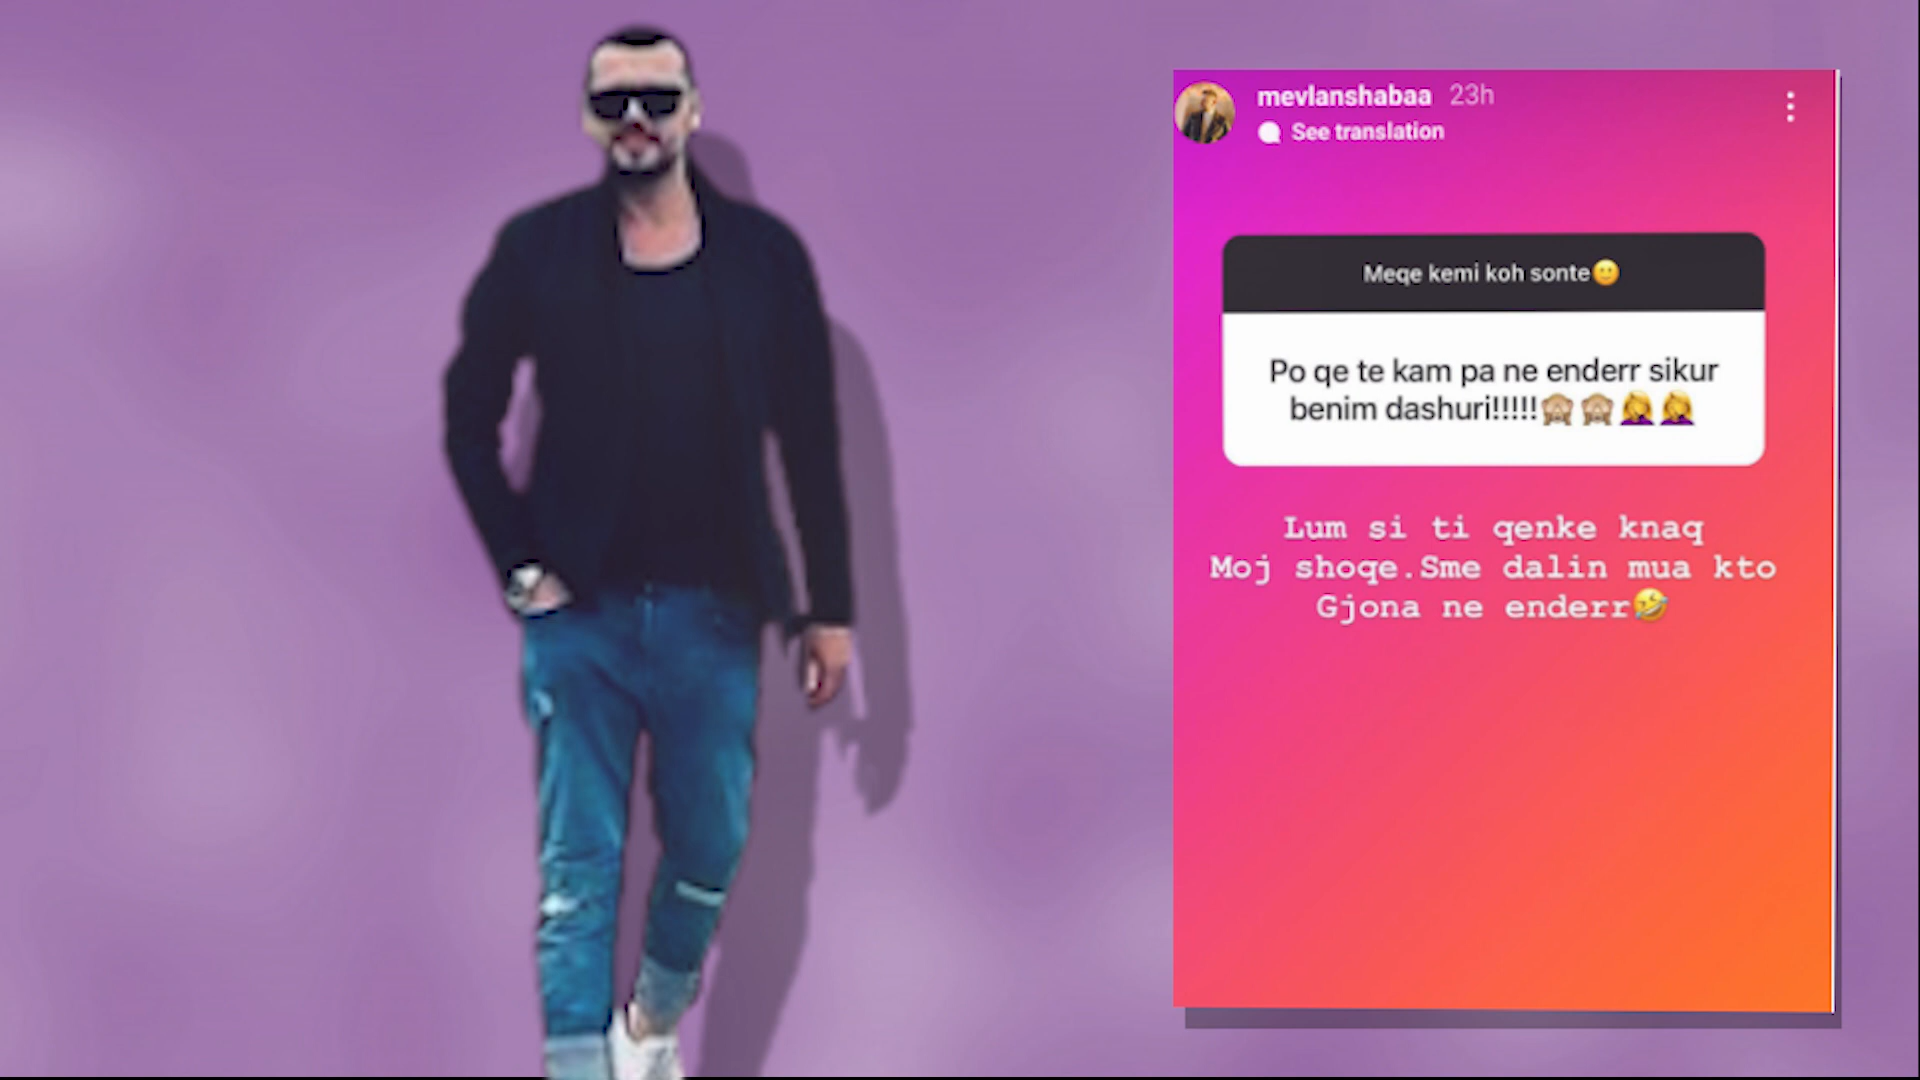 mevlanshabaa 23h
See translation
Meqe kemi koh sonte🙂
Po qe te kam pa ne enderr sikur
benim dashuri!!!!!🙈🙈🤦‍♀️🤦‍♀️
Lum si ti qenke knaq
Moj shoqe.Sme dalin mua kto
Gjona ne enderr🤣